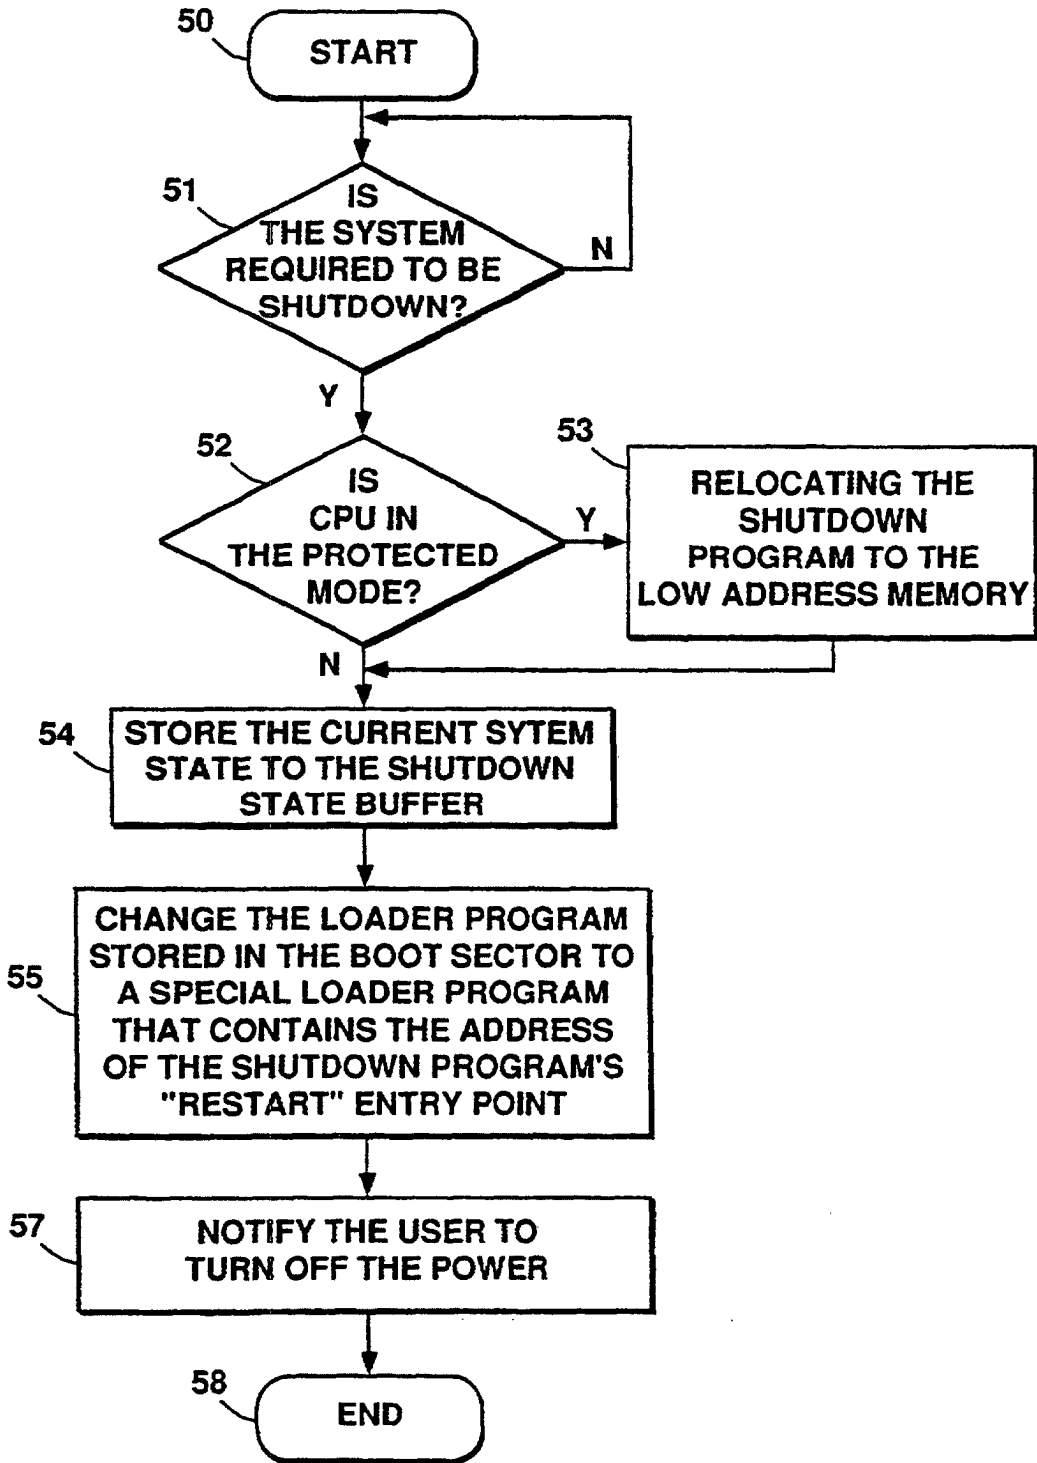 50
START
51
IS
THE SYSTEM
REQUIRED TO BE
SHUTDOWN?
N
Y
52
IS
CPU IN
THE PROTECTED
MODE?
Y
N
53
RELOCATING THE
SHUTDOWN
PROGRAM TO THE
LOW ADDRESS MEMORY
54
STORE THE CURRENT SYTEM
STATE TO THE SHUTDOWN
STATE BUFFER
55
CHANGE THE LOADER PROGRAM
STORED IN THE BOOT SECTOR TO
A SPECIAL LOADER PROGRAM
THAT CONTAINS THE ADDRESS
OF THE SHUTDOWN PROGRAM'S
"RESTART" ENTRY POINT
57
NOTIFY THE USER TO
TURN OFF THE POWER
58
END